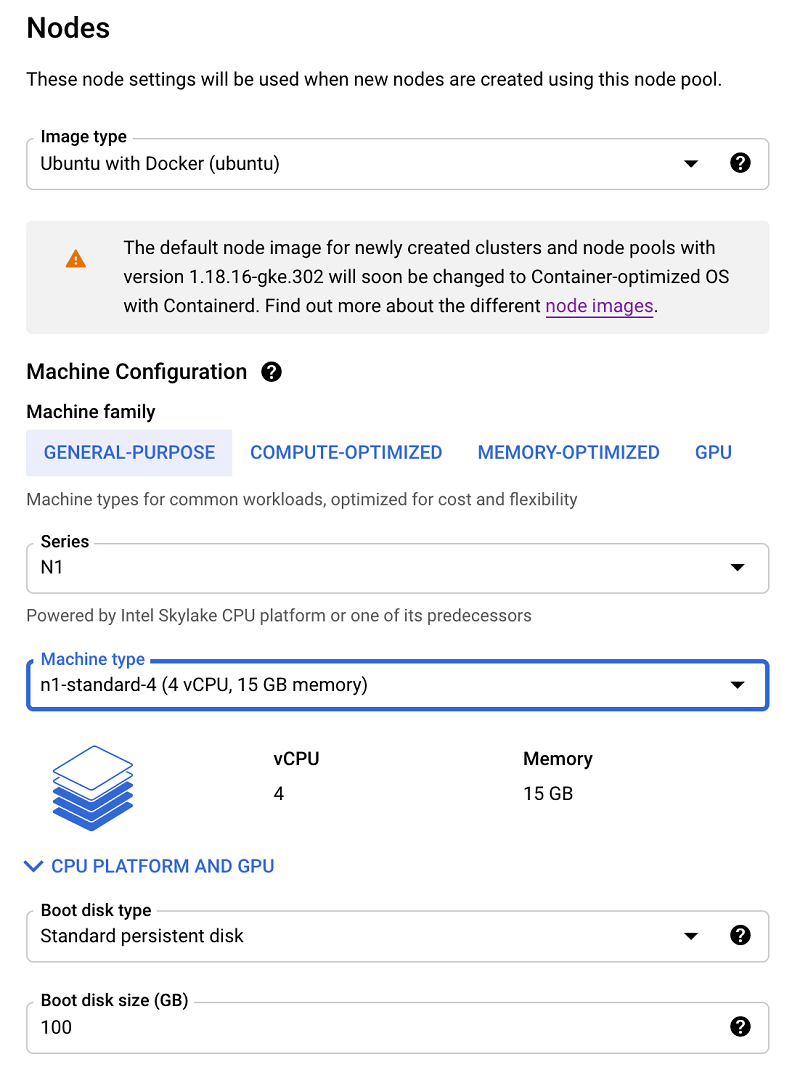 Nodes
These node settings will be used when new nodes are created using this node pool.
Image type
Ubuntu with Docker (ubuntu)
The default node image for newly created clusters and node pools with
version 1.18.16-gke.302 will soon be changed to Container-optimized OS
with Containerd. Find out more about the different node images.
Machine Configuration
Machine family
GENERAL-PURPOSE COMPUTE-OPTIMIZED MEMORY-OPTIMIZED GPU
Machine types for common workloads, optimized for cost and flexibility
Series
N1
Powered by Intel Skylake CPU platform or one of its predecessors
Machine type
n1-standard-4 (4 vCPU, 15 GB memory)
vCPU Memory
4 15 GB
CPU PLATFORM AND GPU
Boot disk type
Standard persistent disk
Boot disk size (GB)
100